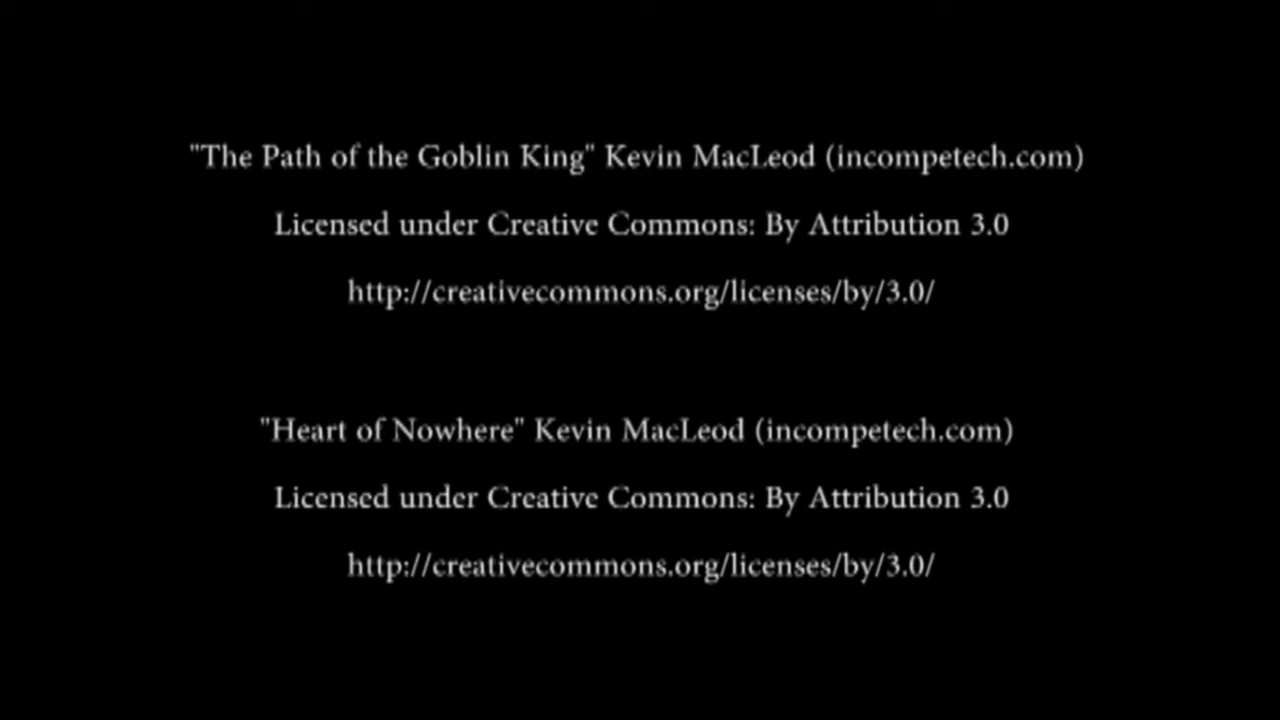 "The Path of the Goblin King" Kevin MacLeod (incompetech.com)
Licensed under Creative Commons: By Attribution 3.0
http://creativecommons.org/licenses/by/3.0/
"Heart of Nowhere" Kevin MacLeod (incompetech.com)
Licensed under Creative Commons: By Attribution 3.0
http://creativecommons.org/licenses/by/3.0/